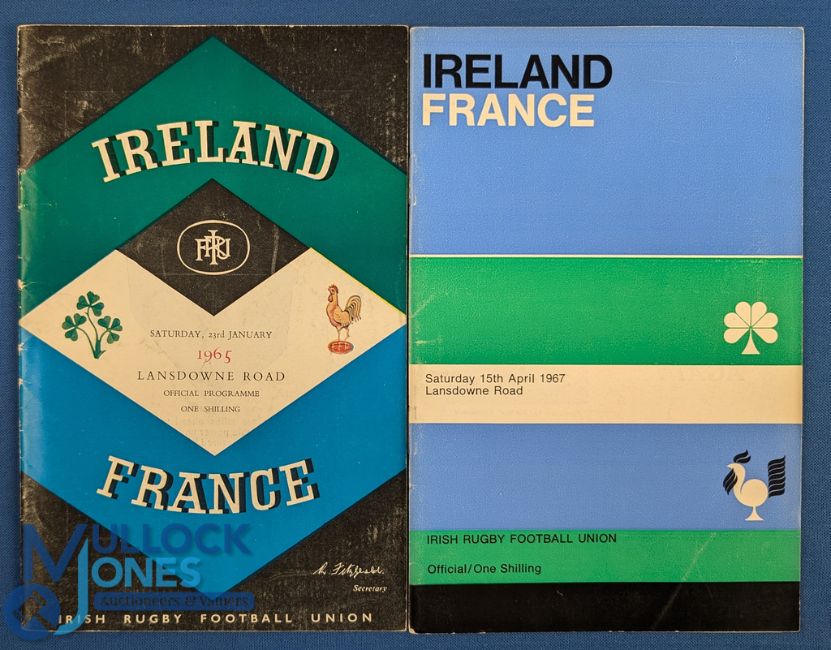 IRELAND
IRFU
SATURDAY, 23rd JANUARY
1965
LANSDOWNE ROAD
OFFICIAL PROGRAMME
ONE SHILLING
FRANCE
Secretary
IRISH RUGBY FOOTBALL UNION
MULLOCK
JONES
Auctioneers & Valuers
IRELAND
FRANCE
Saturday 15th April 1967
Lansdowne Road
IRISH RUGBY FOOTBALL UNION
Official/One Shilling